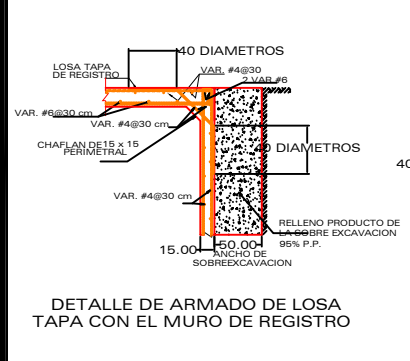 40 DIAMETROS
LOSA TAPA
DE REGISTRO
VAR. #4@30
2 VAR.#6
VAR. #6@30 cm
VAR. #4@30 cm
CHAFLAN DE 15 x 15
PERIMETRAL
DIAMETROS
40
VAR. #4@30 cm
RELLENO PRODUCTO DE
LA SOBRE EXCAVACION
95% P.P.
15.00
50.00
ANCHO DE
SOBREEXCAVACION
DETALLE DE ARMADO DE LOSA
TAPA CON EL MURO DE REGISTRO